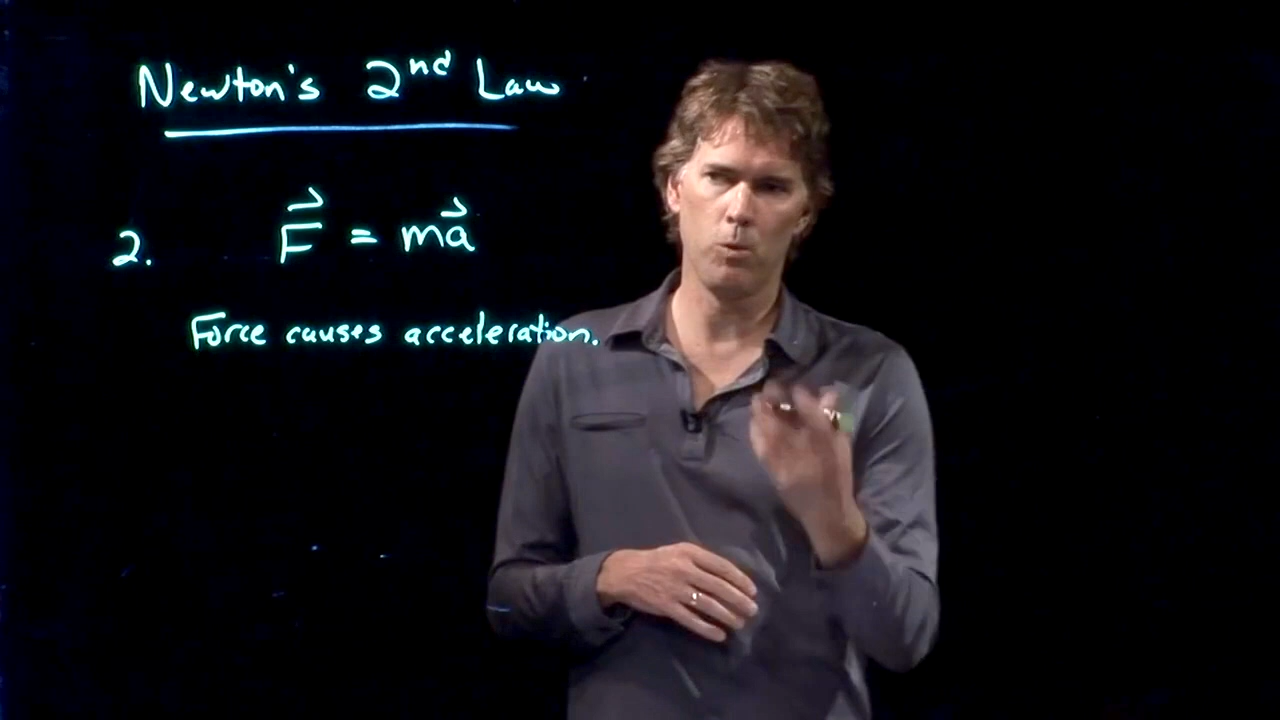 Newton's 2nd Law
2. F⃗ = ma⃗
Force causes acceleration.